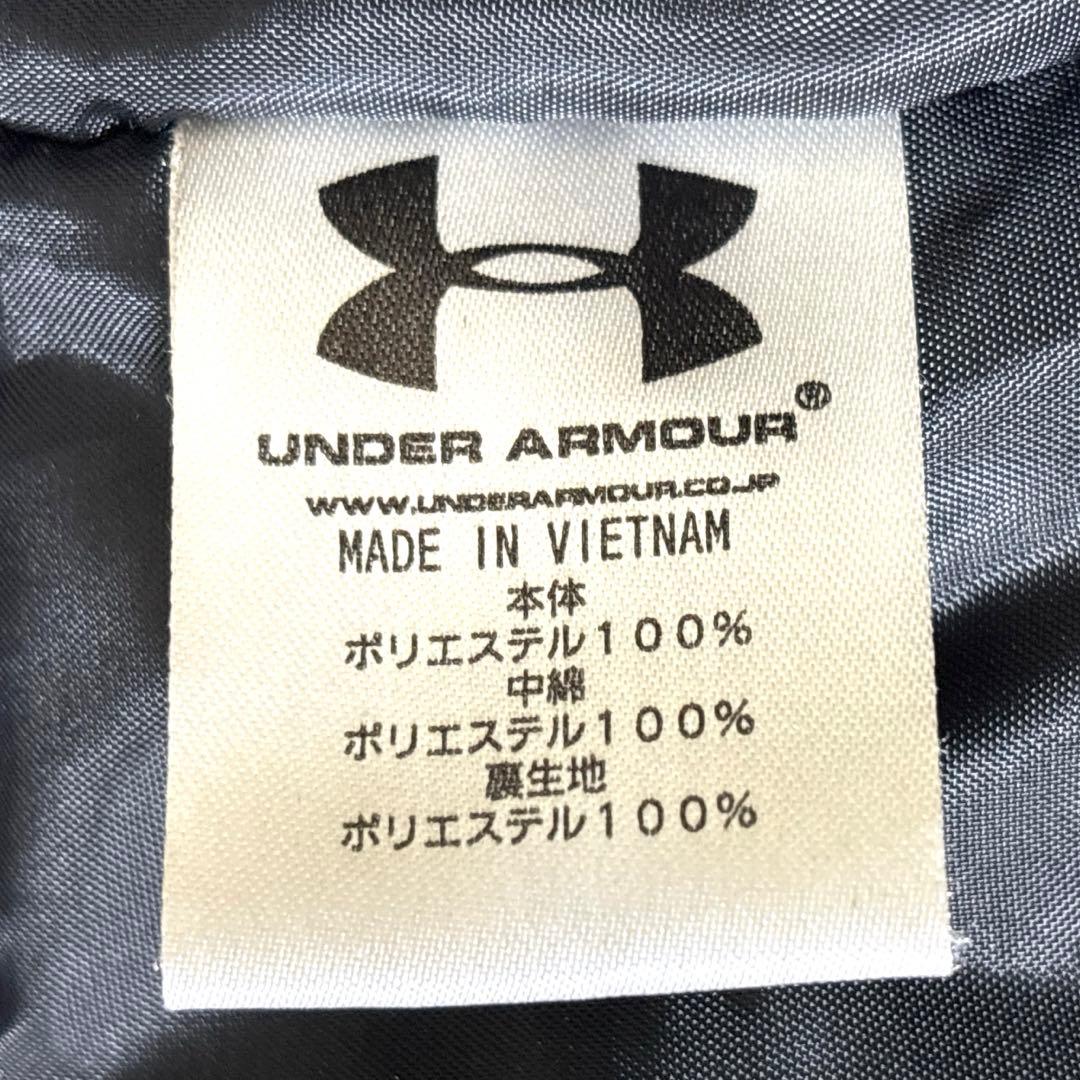 UNDER ARMOUR®
WWW.UNDERARMOUR.CO.JP
MADE IN VIETNAM
本体
ポリエステル100%
中綿
ポリエステル100%
裏生地
ポリエステル100%